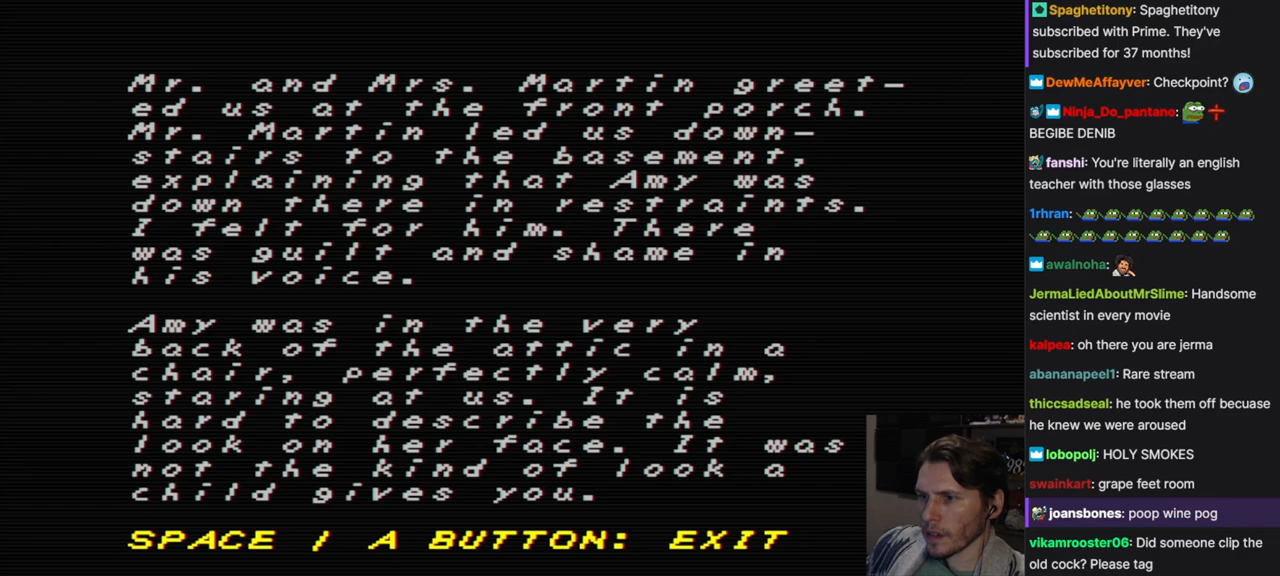 Mr. and Mrs. Martin greet-
ed us at the front porch.
Mr. Martin led us down-
stairs to the basement,
explaining that Amy was
down there in restraints.
I felt for him. There
was guilt and shame in
his voice.
Amy was in the very
back of the attic in a
chair, perfectly calm,
staring at us. It is
hard to describe the
look on her face. It was
not the kind of look a
child gives you.
SPACE / A BUTTON: EXIT
Spaghetitony: Spaghetitony
subscribed with Prime. They've
subscribed for 37 months!
DewMeAffayver: Checkpoint?
Ninja_Do_pantano:
BEGIBE DENIB
fanshi: You're literally an english
teacher with those glasses
1rhran:
awalnoha:
JermaLiedAboutMrSlime: Handsome
scientist in every movie
kalpea: oh there you are jerma
abananapeel1: Rare stream
thiccsadseal: he took them off becuase
he knew we were aroused
lobopolj: HOLY SMOKES
swainkart: grape feet room
joansbones: poop wine pog
vikamrooster06: Did someone clip the
old cock? Please tag